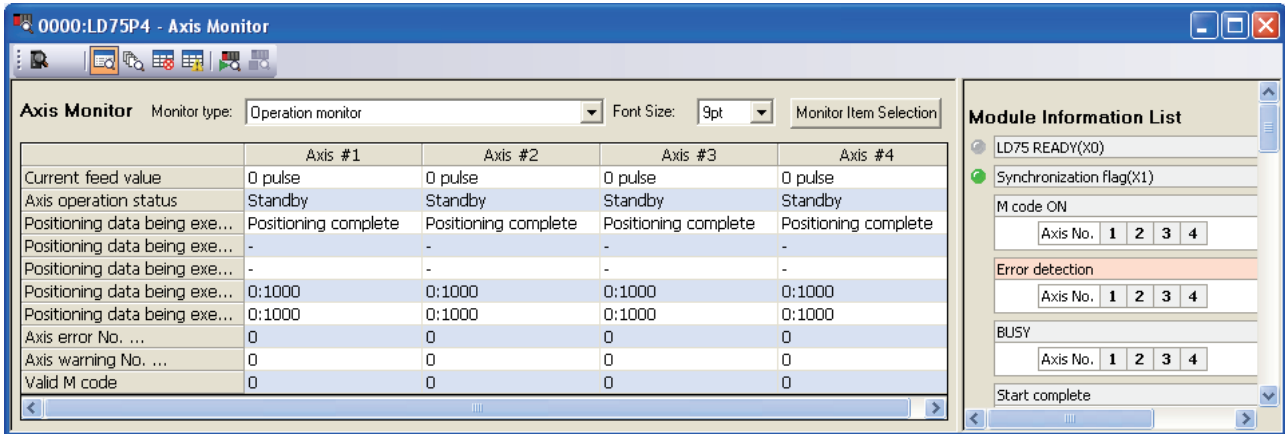 0000:LD75P4 - Axis Monitor
Axis Monitor Monitor type: Operation monitor Font Size: 9pt Monitor Item Selection
Axis #1 Axis #2 Axis #3 Axis #4
Current feed value 0 pulse 0 pulse 0 pulse 0 pulse
Axis operation status Standby Standby Standby Standby
Positioning data being exe... Positioning complete Positioning complete Positioning complete Positioning complete
Positioning data being exe... - - - -
Positioning data being exe... - - - -
Positioning data being exe... 0:1000 0:1000 0:1000 0:1000
Positioning data being exe... 0:1000 0:1000 0:1000 0:1000
Axis error No. ... 0 0 0 0
Axis warning No. ... 0 0 0 0
Valid M code 0 0 0 0
Module Information List
LD75 READY(X0)
Synchronization flag(X1)
M code ON
Axis No. 1 2 3 4
Error detection
Axis No. 1 2 3 4
BUSY
Axis No. 1 2 3 4
Start complete